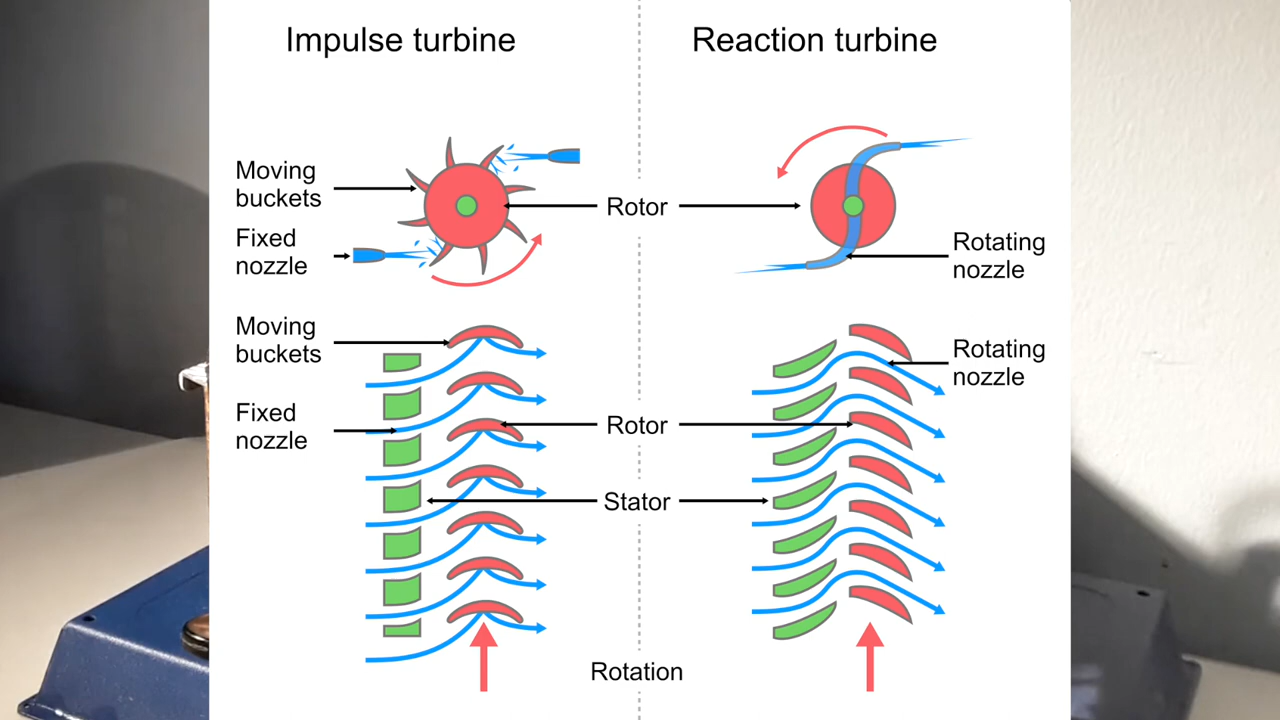 Impulse turbine
Reaction turbine
Moving
buckets
Fixed
nozzle
Rotor
Rotating
nozzle
Moving
buckets
Fixed
nozzle
Rotor
Stator
Rotating
nozzle
Rotation